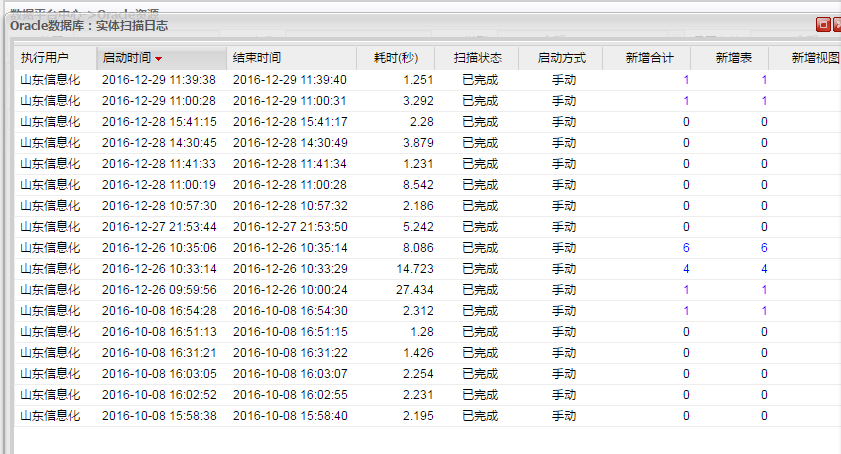 数据平台中心->Oracle资源
Oracle数据库：实体扫描日志
执行用户 启动时间 结束时间 耗时(秒) 扫描状态 启动方式 新增合计 新增表 新增视图
山东信息化 2016-12-29 11:39:38 2016-12-29 11:39:40 1.251 已完成 手动 1 1
山东信息化 2016-12-29 11:00:28 2016-12-29 11:00:31 3.292 已完成 手动 1 1
山东信息化 2016-12-28 15:41:15 2016-12-28 15:41:17 2.28 已完成 手动 0 0
山东信息化 2016-12-28 14:30:45 2016-12-28 14:30:49 3.879 已完成 手动 0 0
山东信息化 2016-12-28 11:41:33 2016-12-28 11:41:34 1.231 已完成 手动 0 0
山东信息化 2016-12-28 11:00:19 2016-12-28 11:00:28 8.542 已完成 手动 0 0
山东信息化 2016-12-28 10:57:30 2016-12-28 10:57:32 2.186 已完成 手动 0 0
山东信息化 2016-12-27 21:53:44 2016-12-27 21:53:50 5.242 已完成 手动 0 0
山东信息化 2016-12-26 10:35:06 2016-12-26 10:35:14 8.086 已完成 手动 6 6
山东信息化 2016-12-26 10:33:14 2016-12-26 10:33:29 14.723 已完成 手动 4 4
山东信息化 2016-12-26 09:59:56 2016-12-26 10:00:24 27.434 已完成 手动 1 1
山东信息化 2016-10-08 16:54:28 2016-10-08 16:54:30 2.312 已完成 手动 1 1
山东信息化 2016-10-08 16:51:13 2016-10-08 16:51:15 1.28 已完成 手动 0 0
山东信息化 2016-10-08 16:31:21 2016-10-08 16:31:22 1.426 已完成 手动 0 0
山东信息化 2016-10-08 16:03:05 2016-10-08 16:03:07 2.254 已完成 手动 0 0
山东信息化 2016-10-08 16:02:52 2016-10-08 16:02:55 2.231 已完成 手动 0 0
山东信息化 2016-10-08 15:58:38 2016-10-08 15:58:40 2.195 已完成 手动 0 0